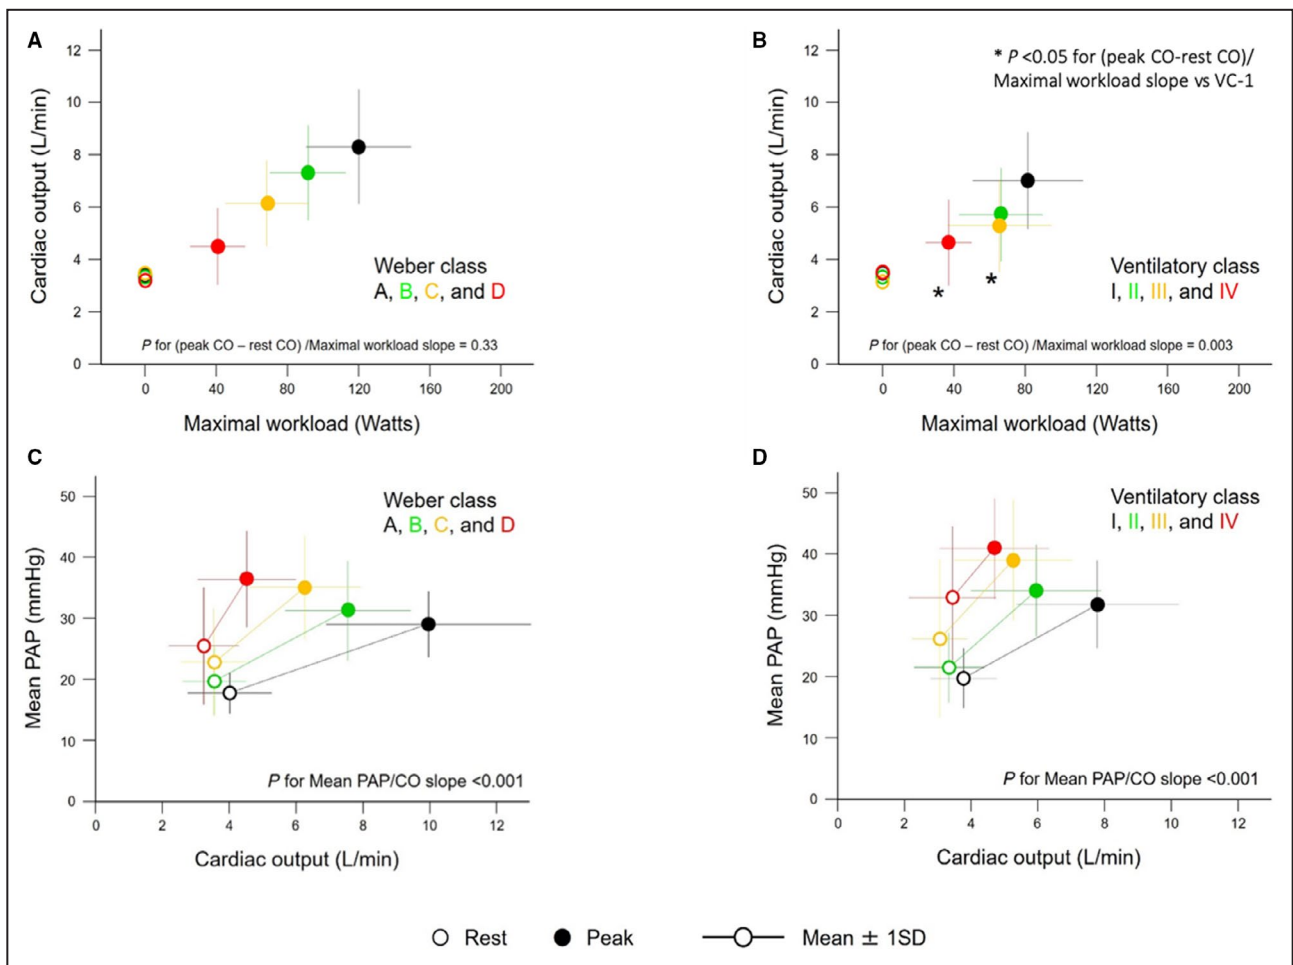 A
12
10
8
6
4
2
0
Cardiac output (L/min)
Weber class
A, B, C, and D
P for (peak CO – rest CO) /Maximal workload slope = 0.33
0 40 80 120 160 200
Maximal workload (Watts)
B
12
10
8
6
4
2
0
Cardiac output (L/min)
* P <0.05 for (peak CO-rest CO)/
Maximal workload slope vs VC-1
Ventilatory class
I, II, III, and IV
* *
P for (peak CO – rest CO) /Maximal workload slope = 0.003
0 40 80 120 160 200
Maximal workload (Watts)
C
50
40
30
20
10
0
Mean PAP (mmHg)
Weber class
A, B, C, and D
P for Mean PAP/CO slope <0.001
0 2 4 6 8 10 12
Cardiac output (L/min)
D
50
40
30
20
10
0
Mean PAP (mmHg)
Ventilatory class
I, II, III, and IV
P for Mean PAP/CO slope <0.001
0 2 4 6 8 10 12
Cardiac output (L/min)
Rest Peak Mean ± 1SD